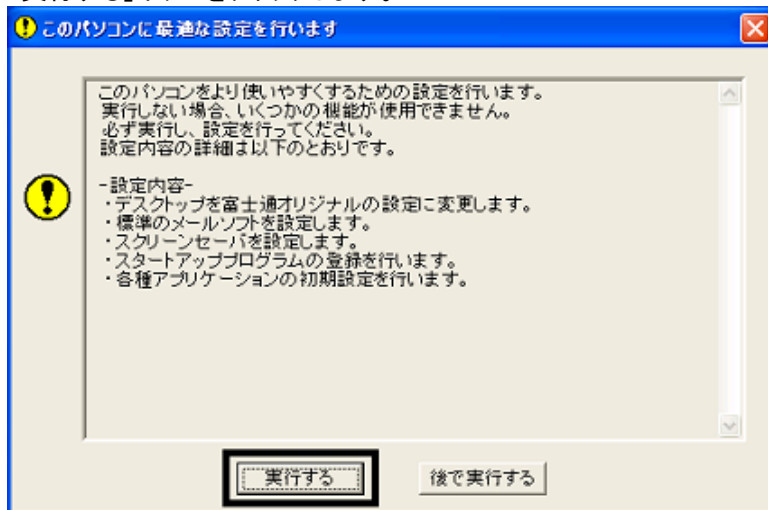 このパソコンに最適な設定を行います
このパソコンをより使いやすくするための設定を行います。
実行しない場合、いくつかの機能が使用できません。
必ず実行し、設定を行ってください。
設定内容の詳細は以下のとおりです。
-設定内容-
・デスクトップを富士通オリジナルの設定に変更します。
・標準のメールソフトを設定します。
・スクリーンセーバを設定します。
・スタートアッププログラムの登録を行います。
・各種アプリケーションの初期設定を行います。
実行する
後で実行する